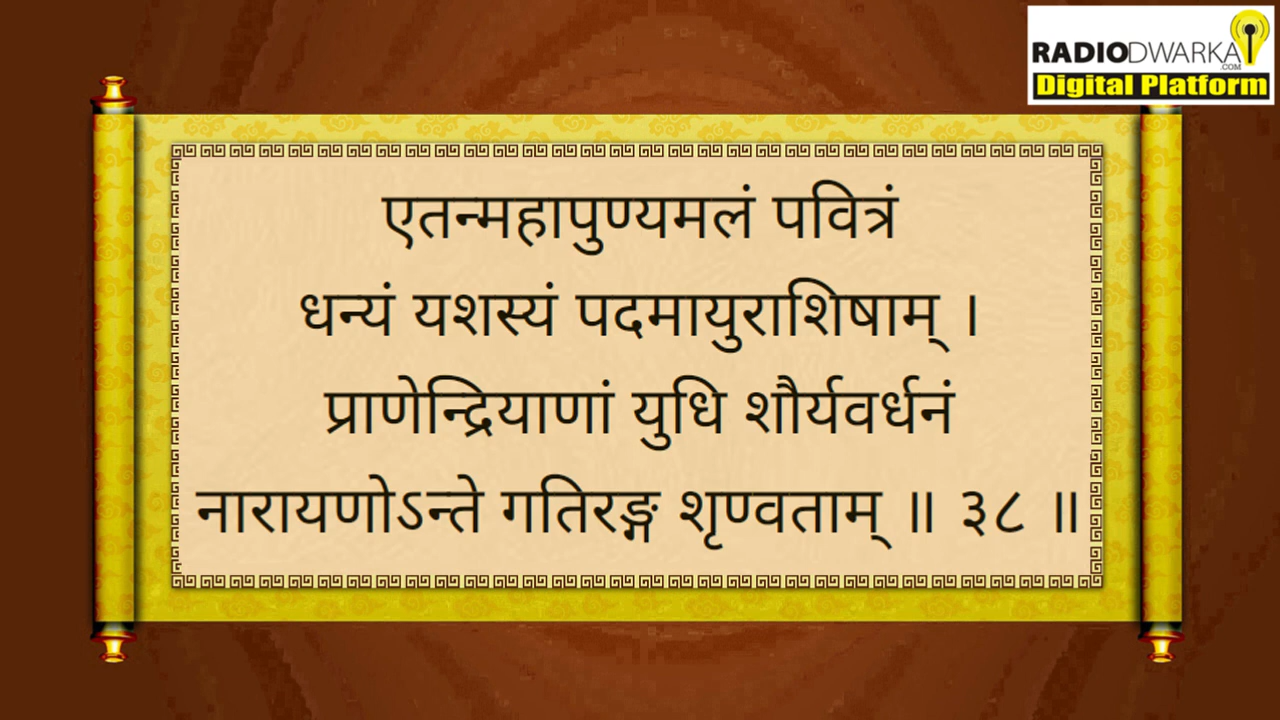 RADIODWARKA
.COM
Digital Platform
एतन्महापुण्यमलं पवित्रं
धन्यं यशस्यं पदमायुराशिषाम् ।
प्राणेन्द्रियाणां युधि शौर्यवर्धनं
नारायणोऽन्ते गतिरङ्ग शृण्वताम् ॥ ३८ ॥